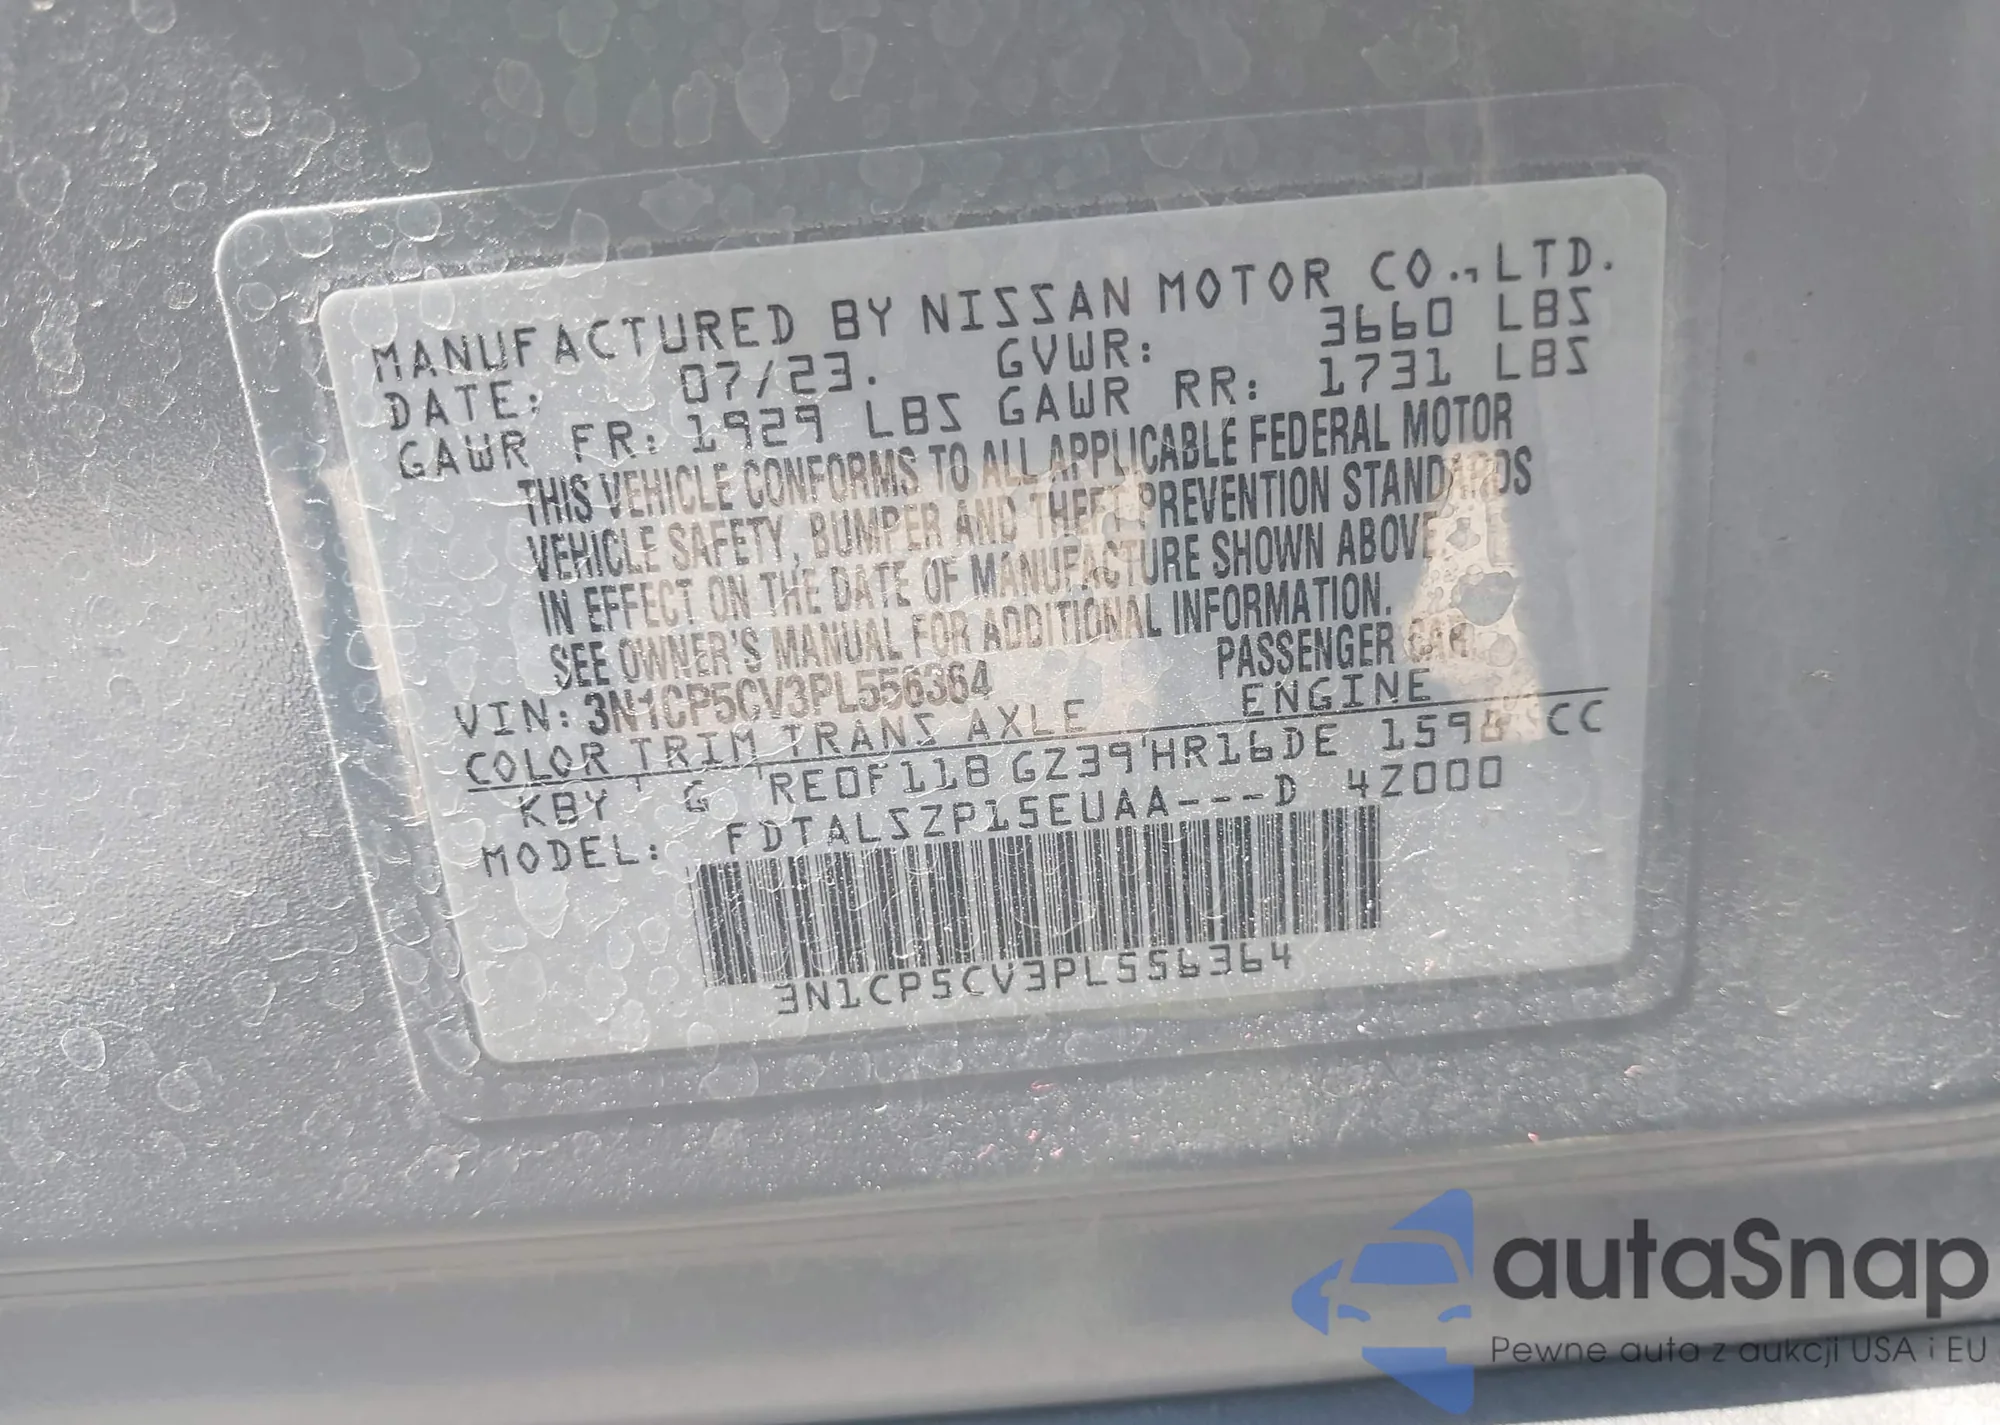 MANUFACTURED BY NISSAN MOTOR CO.,LTD.
DATE: 07/23. GVWR: 3660 LBS
GAWR FR: 1929 LBS GAWR RR: 1731 LBS
THIS VEHICLE CONFORMS TO ALL APPLICABLE FEDERAL MOTOR
VEHICLE SAFETY, BUMPER AND THEFT PREVENTION STANDARDS
IN EFFECT ON THE DATE OF MANUFACTURE SHOWN ABOVE
SEE OWNER'S MANUAL FOR ADDITIONAL INFORMATION.
VIN: 3N1CP5CV3PL556364 PASSENGER CAR
COLOR TRIM TRANS AXLE ENGINE
KBY G RE0F11B GZ39 HR16DE 1598 CC
MODEL: FDTALSZP15EUAA---D 4Z000
3N1CP5CV3PL556364
autaSnap
Pewne auta z aukcji USA i EU